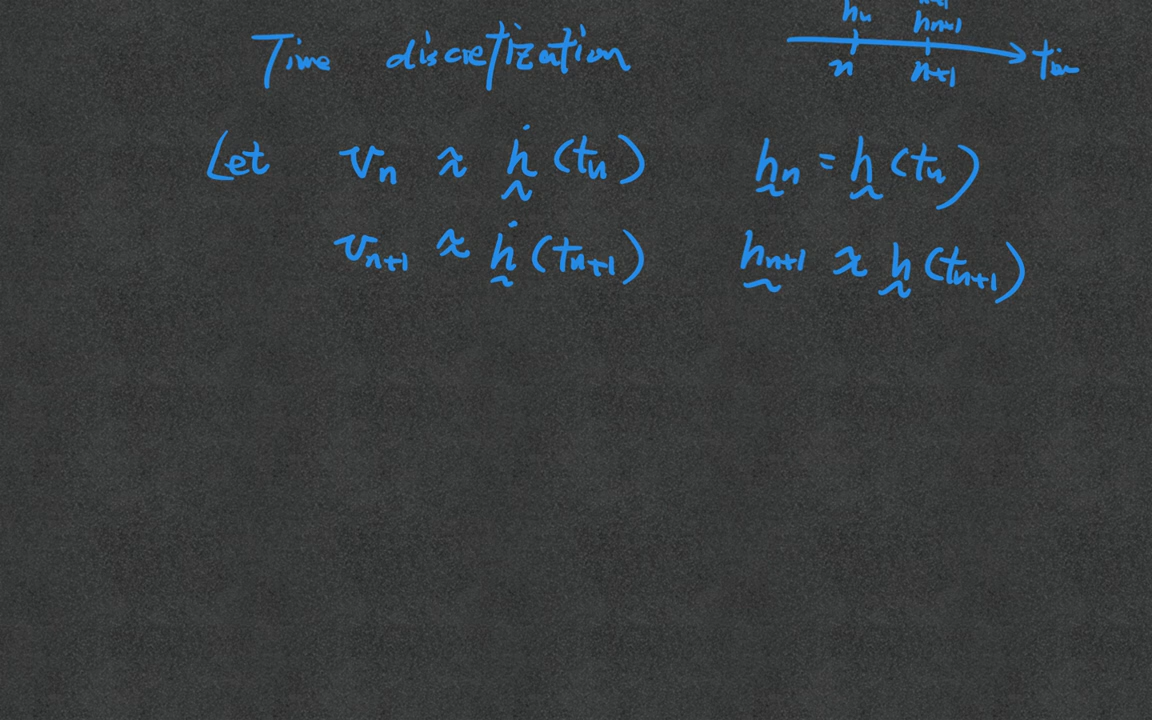 Time discretization
hn hn+1
n n+1 tim
Let vn ≈ ḣ(tn) hn = h(tn)
vn+1 ≈ ḣ(tn+1) hn+1 ≈ h(tn+1)